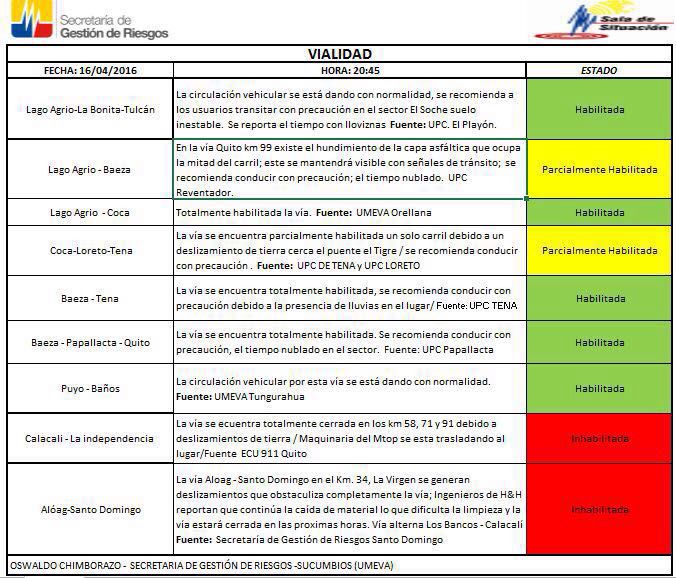 Secretaría de
Gestión de Riesgos
Sala de
Situación
VIALIDAD
FECHA: 16/04/2016 HORA: 20:45 ESTADO
Lago Agrio-La Bonita-Tulcán
La circulación vehicular se está dando con normalidad, se recomienda a
los usuarios transitar con precaución en el sector El Soche suelo
inestable. Se reporta el tiempo con lloviznas Fuente: UPC. El Playón.
Habilitada
Lago Agrio - Baeza
En la vía Quito km 99 existe el hundimiento de la capa asfáltica que ocupa
la mitad del carril; este se mantendrá visible con señales de tránsito; se
recomienda conducir con precaución; el tiempo nublado. UPC
Reventador.
Parcialmente Habilitada
Lago Agrio - Coca
Totalmente habilitada la vía. Fuente: UMEVA Orellana
Habilitada
Coca-Loreto-Tena
La vía se encuentra parcialmente habilitada un solo carril debido a un
deslizamiento de tierra cerca el puente el Tigre / se recomienda conducir
con precaución . Fuente: UPC DE TENA y UPC LORETO
Parcialmente Habilitada
Baeza - Tena
La vía se encuentra totalmente habilitada, se recomienda conducir con
precaución debido a la presencia de lluvias en el lugar/ Fuente: UPC TENA
Habilitada
Baeza - Papallacta - Quito
La vía se encuentra totalmente habilitada. Se recomienda conducir con
precaución, el tiempo nublado en el sector. Fuente: UPC Papallacta
Habilitada
Puyo - Baños
La circulación vehicular por esta vía se está dando con normalidad.
Fuente: UMEVA Tungurahua
Habilitada
Calacali - La independencia
La vía se ecuentra totalmente cerrada en los km 58, 71 y 91 debido a
deslizamientos de tierra / Maquinaria del Mtop se esta trasladando al
lugar/Fuente ECU 911 Quito
Inhabilitada
Alóag-Santo Domingo
La vía Aloag - Santo Domingo en el Km. 34, La Virgen se generan
deslizamientos que obstaculiza completamente la vía; Ingenieros de H&H
reportan que continúa la caída de material lo que dificulta la limpieza y la
vía estará cerrada en las proximas horas. Vía alterna Los Bancos - Calacalí
Fuente: Secretaría de Gestión de Riesgos Santo Domingo
Inhabilitada
OSWALDO CHIMBORAZO - SECRETARIA DE GESTIÓN DE RIESGOS -SUCUMBIOS (UMEVA)